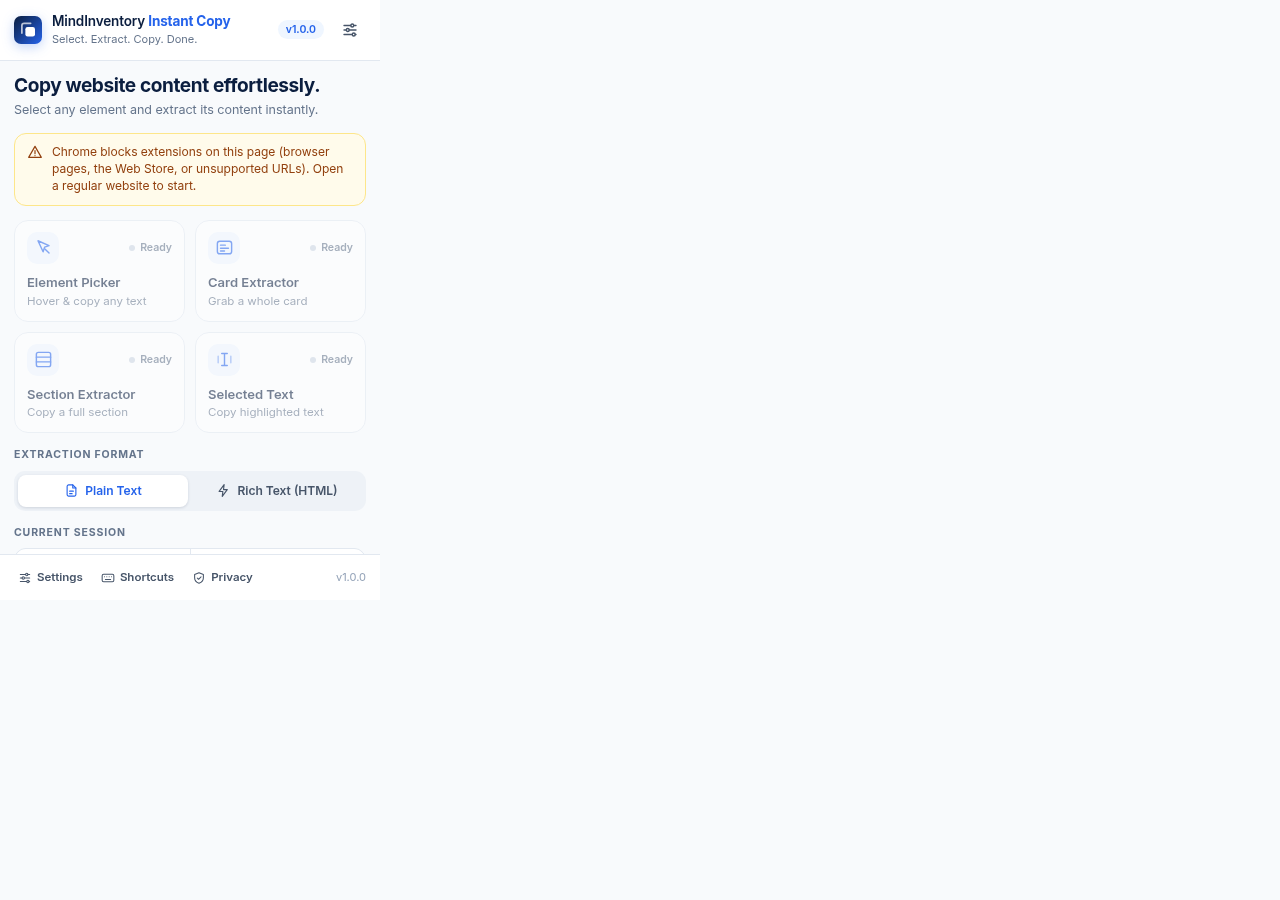 MindInventory Instant Copy
Select. Extract. Copy. Done.
v1.0.0
Copy website content effortlessly.
Select any element and extract its content instantly.
Chrome blocks extensions on this page (browser
pages, the Web Store, or unsupported URLs). Open
a regular website to start.
Ready
Element Picker
Hover & copy any text
Ready
Card Extractor
Grab a whole card
Ready
Section Extractor
Copy a full section
Ready
Selected Text
Copy highlighted text
EXTRACTION FORMAT
Plain Text
Rich Text (HTML)
CURRENT SESSION
Settings
Shortcuts
Privacy
v1.0.0